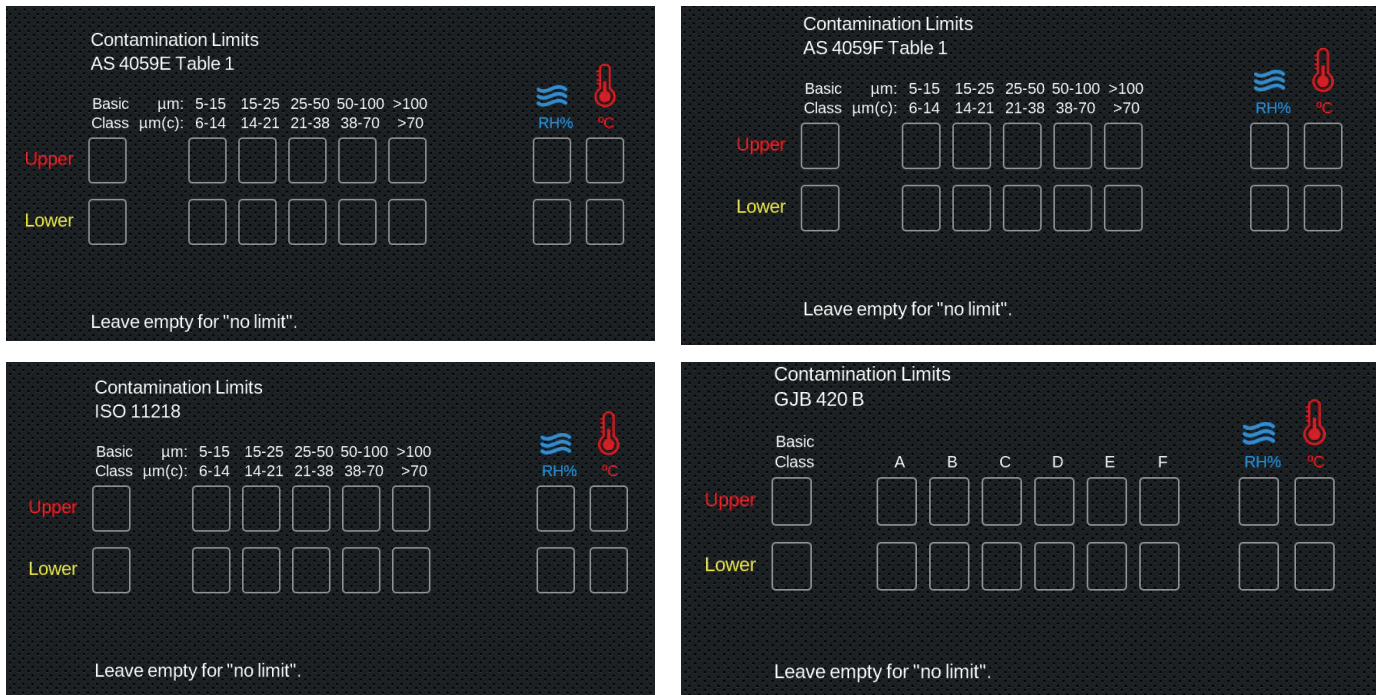 Contamination Limits
AS 4059E Table 1
Basic µm: 5-15 15-25 25-50 50-100 >100
Class µm(c): 6-14 14-21 21-38 38-70 >70 RH% ºC
Upper
Lower
Leave empty for "no limit".
Contamination Limits
AS 4059F Table 1
Basic µm: 5-15 15-25 25-50 50-100 >100
Class µm(c): 6-14 14-21 21-38 38-70 >70 RH% ºC
Upper
Lower
Leave empty for "no limit".
Contamination Limits
ISO 11218
Basic µm: 5-15 15-25 25-50 50-100 >100
Class µm(c): 6-14 14-21 21-38 38-70 >70 RH% ºC
Upper
Lower
Leave empty for "no limit".
Contamination Limits
GJB 420 B
Basic
Class A B C D E F RH% ºC
Upper
Lower
Leave empty for "no limit".